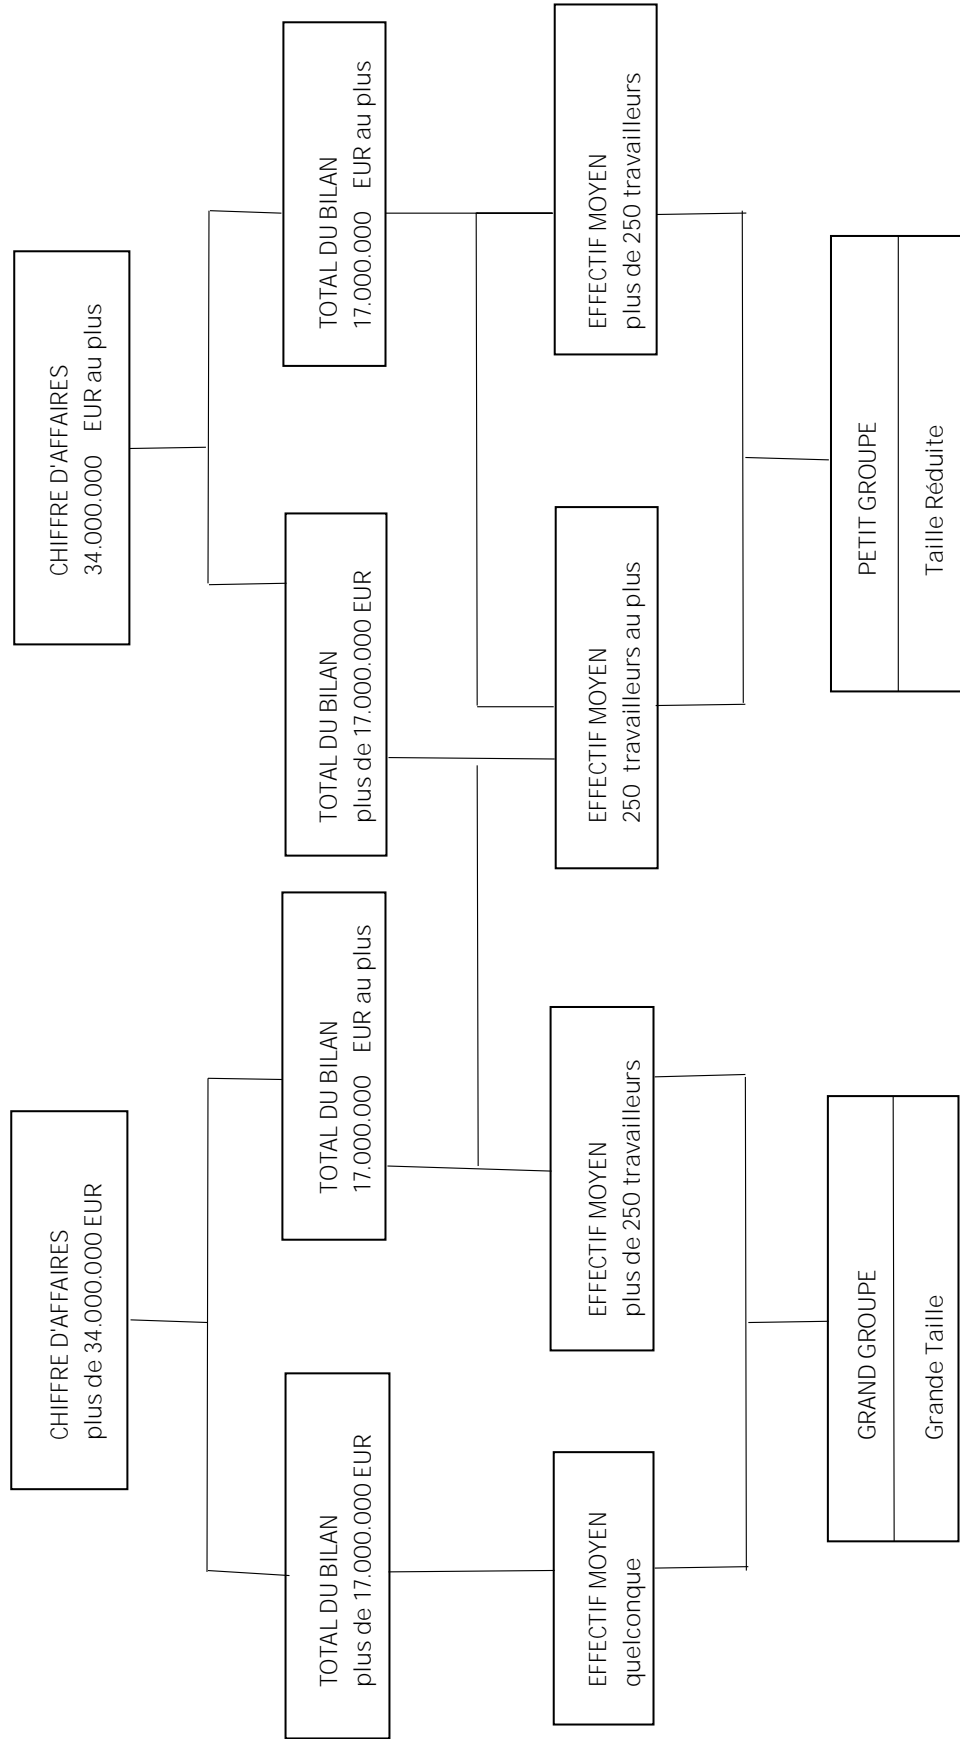 CHIFFRE D'AFFAIRES
plus de 34.000.000 EUR
CHIFFRE D'AFFAIRES
34.000.000 EUR au plus
TOTAL DU BILAN
plus de 17.000.000 EUR
TOTAL DU BILAN
17.000.000 EUR au plus
TOTAL DU BILAN
plus de 17.000.000 EUR
TOTAL DU BILAN
17.000.000 EUR au plus
EFFECTIF MOYEN
quelconque
EFFECTIF MOYEN
plus de 250 travailleurs
EFFECTIF MOYEN
250 travailleurs au plus
EFFECTIF MOYEN
plus de 250 travailleurs
GRAND GROUPE
Grande Taille
PETIT GROUPE
Taille Réduite